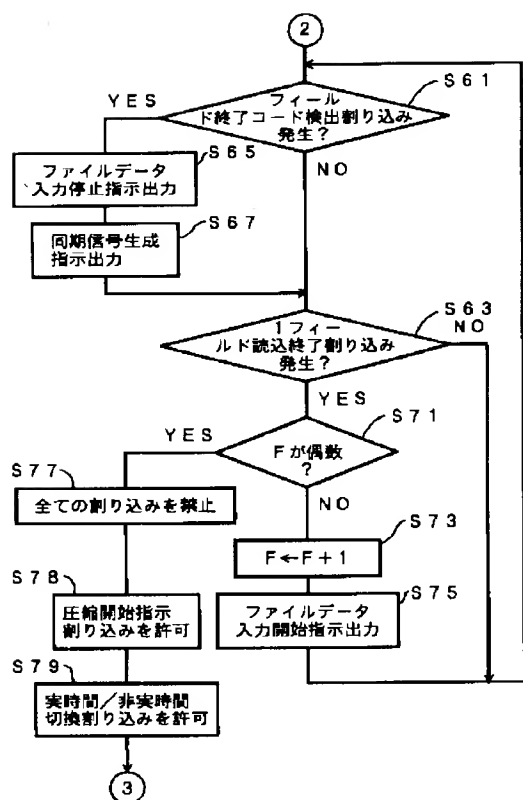 2
S61
YES
フィール
ド終了コード検出割り込み
発生？
S65
NO
ファイルデータ
入力停止指示出力
S67
同期信号生成
指示出力
S63
1フィー
ルド読込終了割り込み
発生？
NO
YES
S71
YES
Fが偶数
？
S77
NO
全ての割り込みを禁止
S73
F←F＋1
S78
S75
圧縮開始指示
割り込みを許可
ファイルデータ
入力開始指示出力
S79
実時間／非実時間
切換割り込みを許可
3